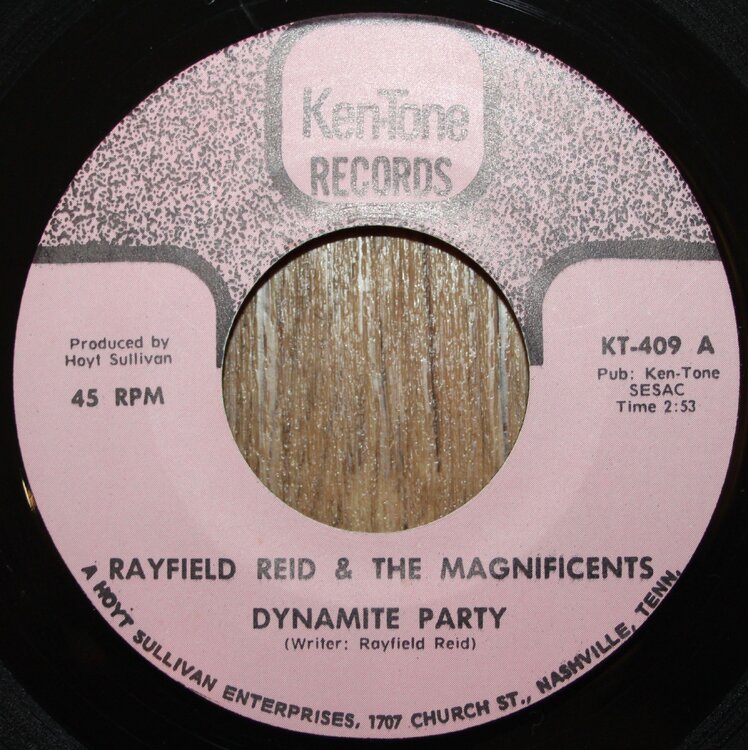 Ken-Tone
RECORDS
Produced by
Hoyt Sullivan
45 RPM
KT-409 A
Pub: Ken-Tone
SESAC
Time 2:53
RAYFIELD REID & THE MAGNIFICENTS
DYNAMITE PARTY
(Writer: Rayfield Reid)
A HOYT SULLIVAN ENTERPRISES, 1707 CHURCH ST., NASHVILLE, TENN.